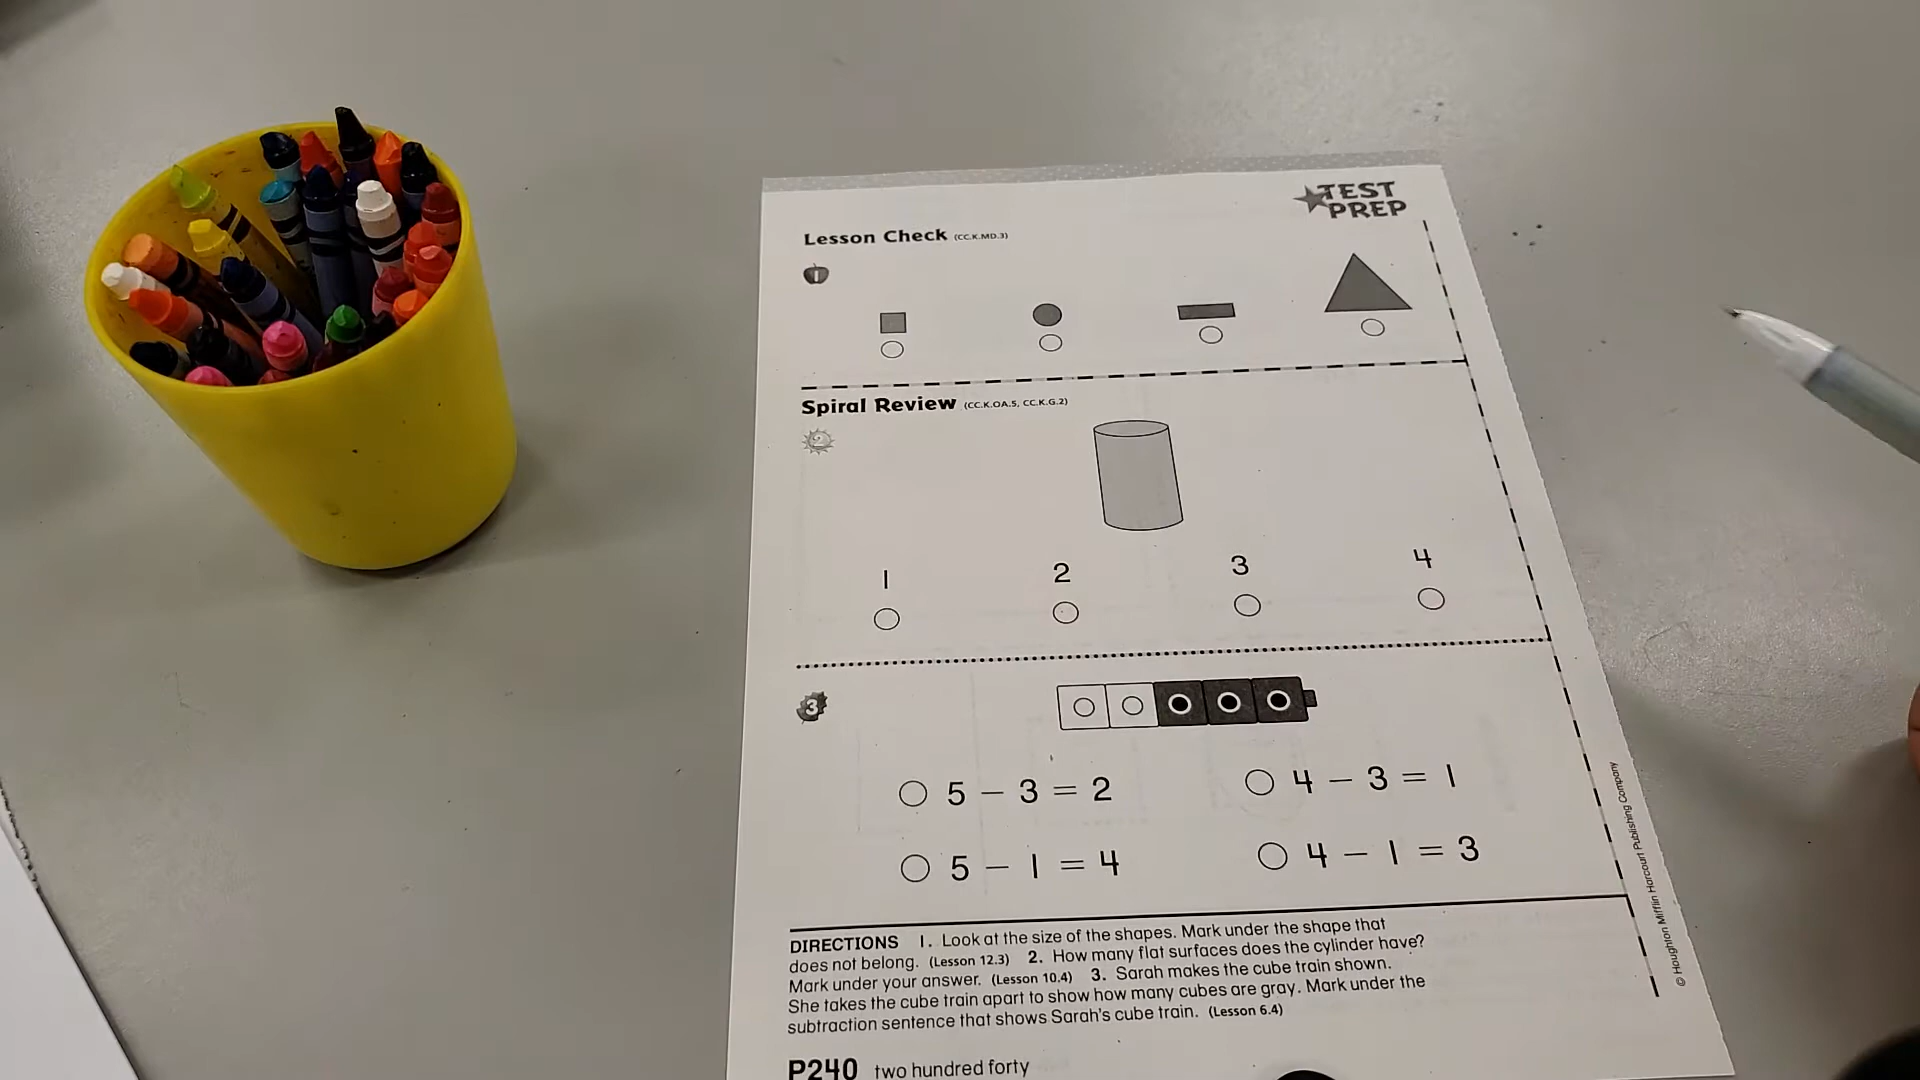 TEST
PREP
Lesson Check (CC.K.MD.3)
1
Spiral Review (CC.K.OA.5, CC.K.G.2)
2
1 2 3 4
3
5 – 3 = 2 4 – 3 = 1
5 – 1 = 4 4 – 1 = 3
DIRECTIONS 1. Look at the size of the shapes. Mark under the shape that
does not belong. (Lesson 12.3) 2. How many flat surfaces does the cylinder have?
Mark under your answer. (Lesson 10.4) 3. Sarah makes the cube train shown.
She takes the cube train apart to show how many cubes are gray. Mark under the
subtraction sentence that shows Sarah's cube train. (Lesson 6.4)
P240 two hundred forty
© Houghton Mifflin Harcourt Publishing Company